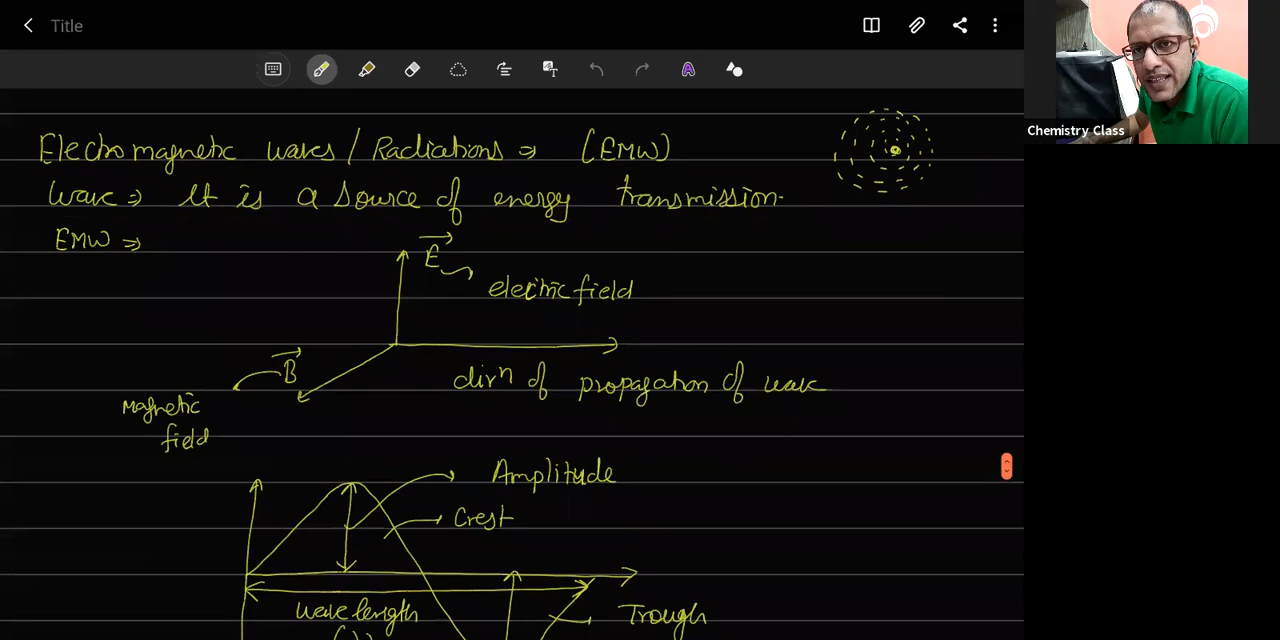 Title
Chemistry Class
Electromagnetic waves / Radiations ⇒ (EMW)
Wave ⇒ It is a source of energy transmission.
EMW ⇒
E
electric field
B
dirn of propagation of wave
Magnetic
field
Amplitude
Crest
wave length
Trough
(λ)